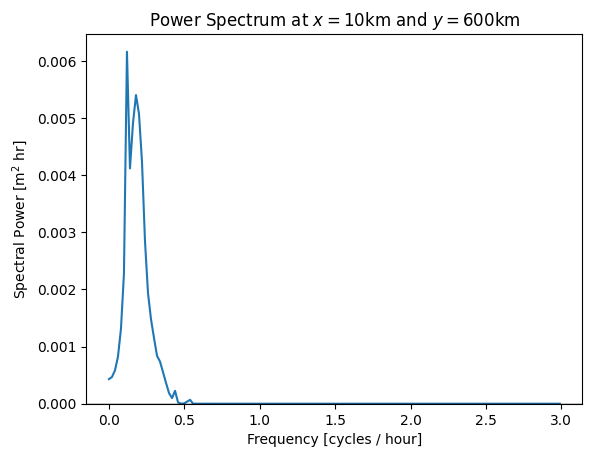 Power Spectrum at x = 10km and y = 600km
Spectral Power [m² hr]
0.006
0.005
0.004
0.003
0.002
0.001
0.000
0.0 0.5 1.0 1.5 2.0 2.5 3.0
Frequency [cycles / hour]